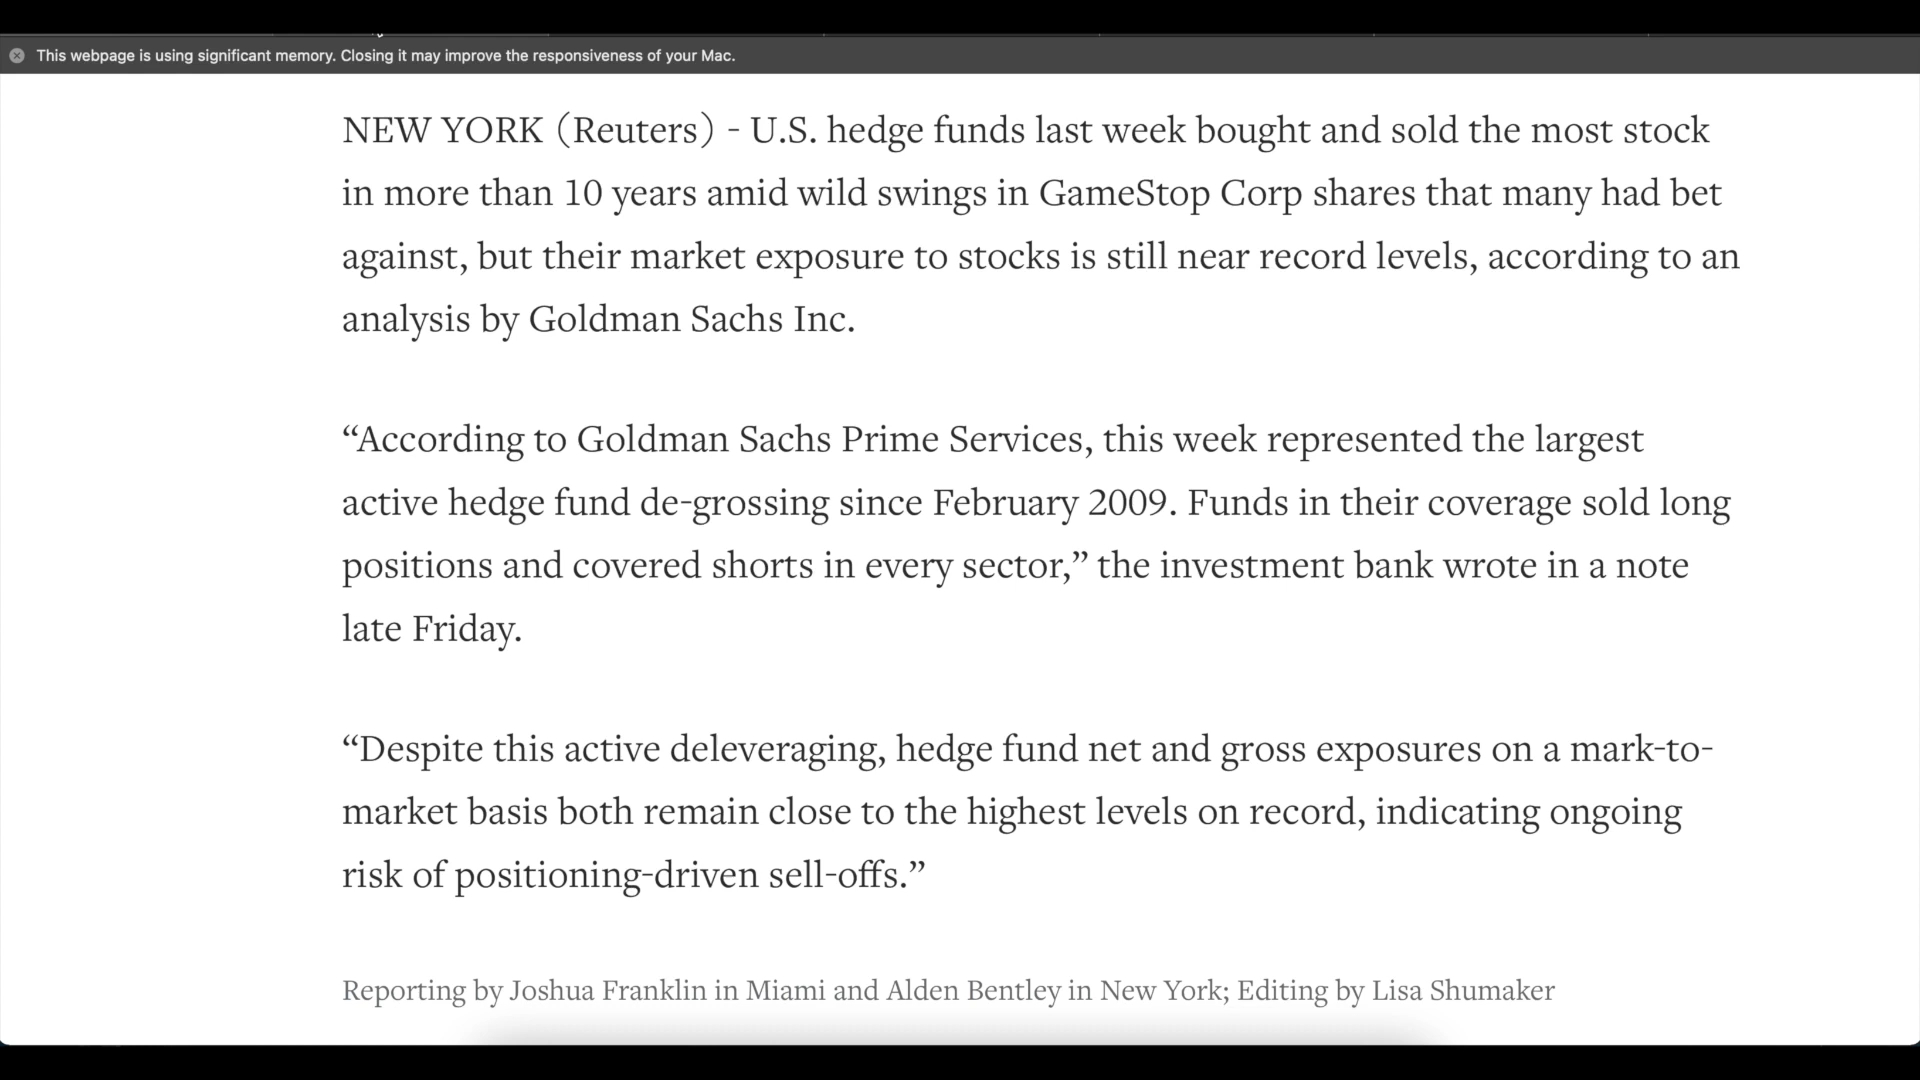 This webpage is using significant memory. Closing it may improve the responsiveness of your Mac.
NEW YORK (Reuters) - U.S. hedge funds last week bought and sold the most stock
in more than 10 years amid wild swings in GameStop Corp shares that many had bet
against, but their market exposure to stocks is still near record levels, according to an
analysis by Goldman Sachs Inc.
“According to Goldman Sachs Prime Services, this week represented the largest
active hedge fund de-grossing since February 2009. Funds in their coverage sold long
positions and covered shorts in every sector,” the investment bank wrote in a note
late Friday.
“Despite this active deleveraging, hedge fund net and gross exposures on a mark-to-
market basis both remain close to the highest levels on record, indicating ongoing
risk of positioning-driven sell-offs.”
Reporting by Joshua Franklin in Miami and Alden Bentley in New York; Editing by Lisa Shumaker